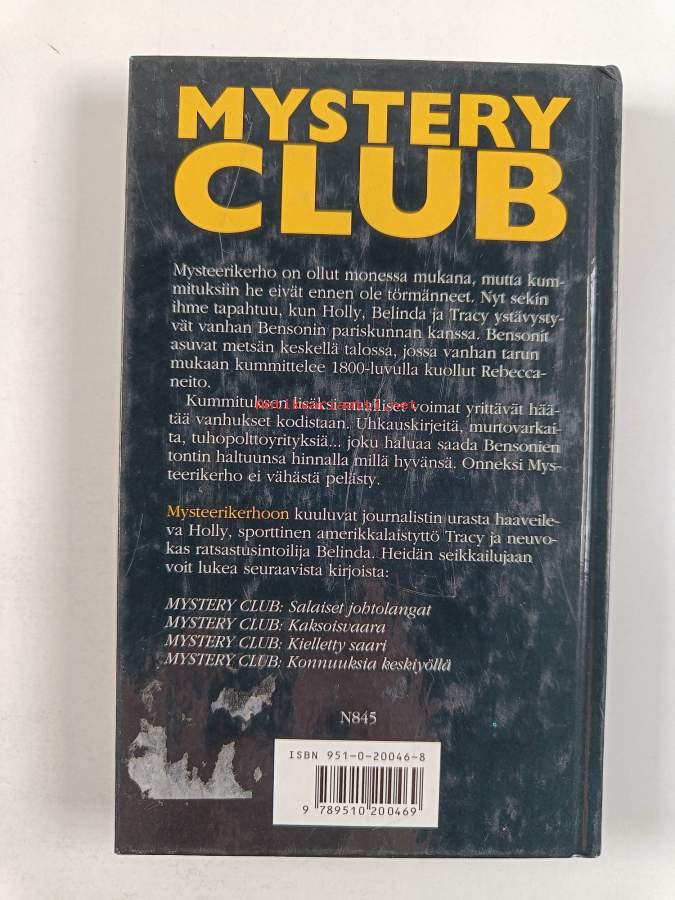 MYSTERY
CLUB
Mysteerikerho on ollut monessa mukana, mutta kum-
mituksiin he eivät ennen ole törmänneet. Nyt sekin
ihme tapahtuu, kun Holly, Belinda ja Tracy ystävysty-
vät vanhan Bensonin pariskunnan kanssa. Bensonit
asuvat metsän keskellä talossa, jossa vanhan tarun
mukaan kummittelee 1800-luvulla kuollut Rebecca-
neito.
Kummituksen lisäksi maalliset voimat yrittävät hää-
tää vanhukset kodistaan. Uhkauskirjeitä, murtovarkai-
ta, tuhopolttoyrityksiä... joku haluaa saada Bensonien
tontin haltuunsa hinnalla millä hyvänsä. Onneksi Mys-
teerikerho ei vähästä pelästy.
Mysteerikerhoon kuuluvat journalistin urasta haaveile-
va Holly, sporttinen amerikkalaistyttö Tracy ja neuvo-
kas ratsastusintoilija Belinda. Heidän seikkailujaan
voit lukea seuraavista kirjoista:
MYSTERY CLUB: Salaiset johtolangat
MYSTERY CLUB: Kaksoisvaara
MYSTERY CLUB: Kielletty saari
MYSTERY CLUB: Konnuuksia keskiyöllä
N845
ISBN 951-0-20046-8
9 789510 200469